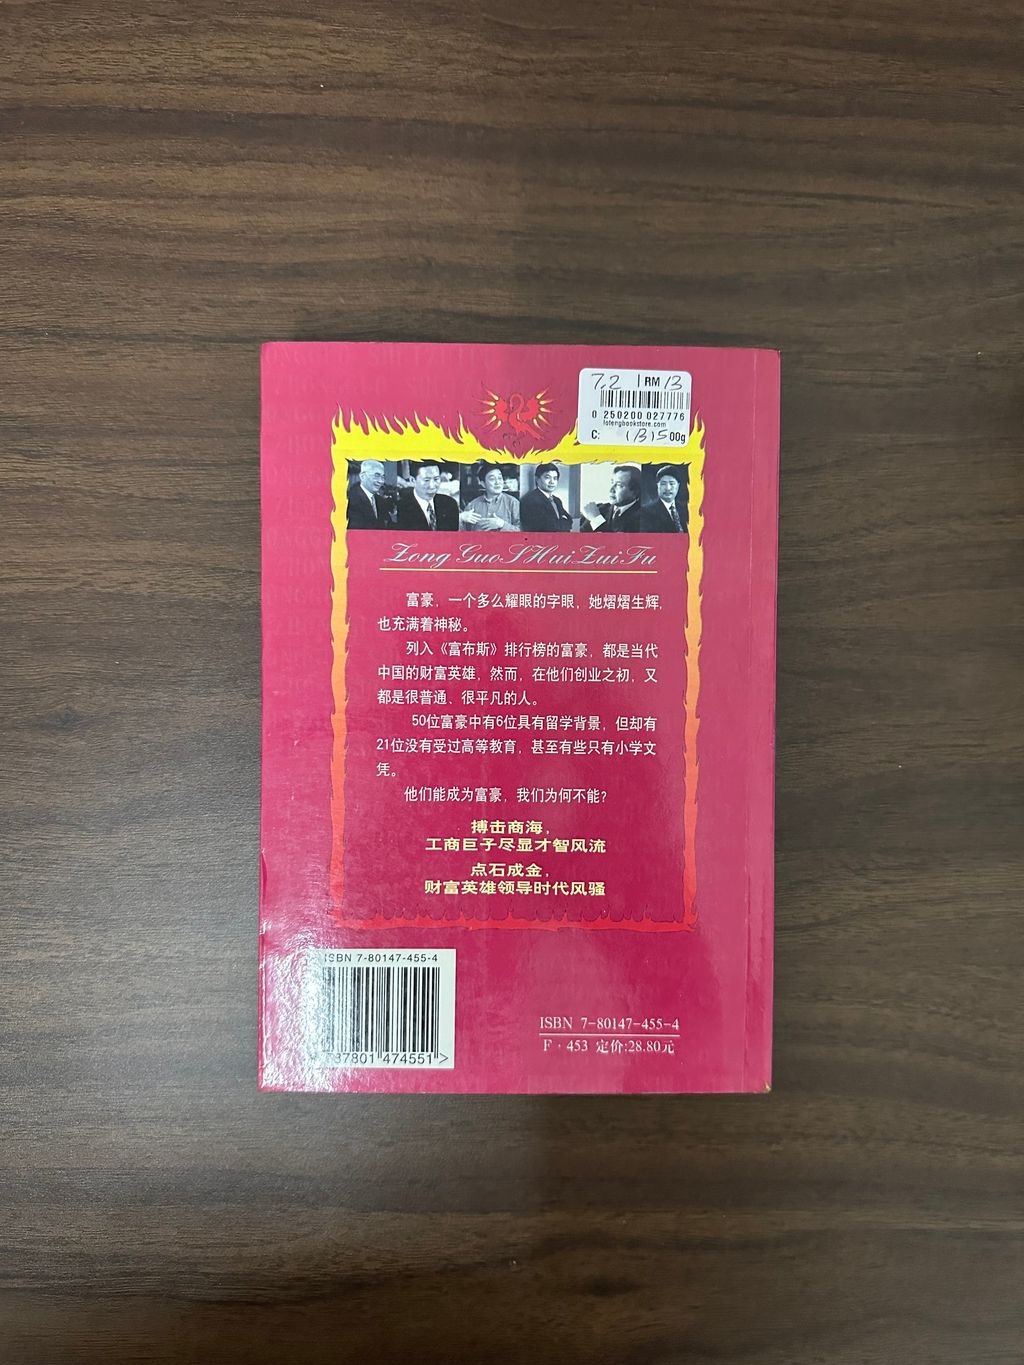 7.2 | RM 13
0 250200 027776
fotengbookstore.com
C: (B)500g
Zong Guo SHui Zui Fu
富豪，一个多么耀眼的字眼，她熠熠生辉，
也充满着神秘。
列入《富布斯》排行榜的富豪，都是当代
中国的财富英雄，然而，在他们创业之初，又
都是很普通、很平凡的人。
50位富豪中有6位具有留学背景，但却有
21位没有受过高等教育，甚至有些只有小学文
凭。
他们能成为富豪，我们为何不能？
搏击商海，
工商巨子尽显才智风流
点石成金，
财富英雄领导时代风骚
ISBN 7-80147-455-4
787801 474551 >
ISBN 7-80147-455-4
F·453 定价:28.80元